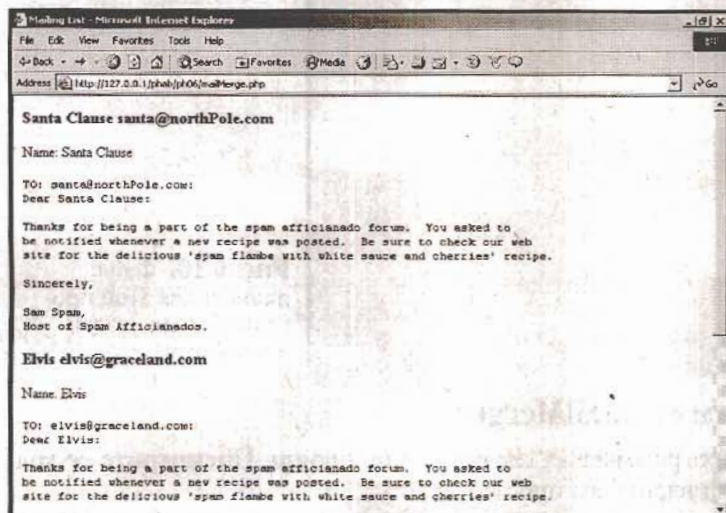 Mailing List - Microsoft Internet Explorer
File Edit View Favorites Tools Help
Back Search Favorites Media
Address http://127.0.0.1/phab/ph06/mailMerge.php Go
Santa Clause santa@northPole.com
Name: Santa Clause
TO: santa@northPole.com:
Dear Santa Clause:
Thanks for being a part of the spam afficianado forum. You asked to
be notified whenever a new recipe was posted. Be sure to check our web
site for the delicious 'spam flambe with white sauce and cherries' recipe.
Sincerely,
Sam Spam,
Host of Spam Afficianados.
Elvis elvis@graceland.com
Name: Elvis
TO: elvis@graceland.com:
Dear Elvis:
Thanks for being a part of the spam afficianado forum. You asked to
be notified whenever a new recipe was posted. Be sure to check our web
site for the delicious 'spam flambe with white sauce and cherries' recipe.